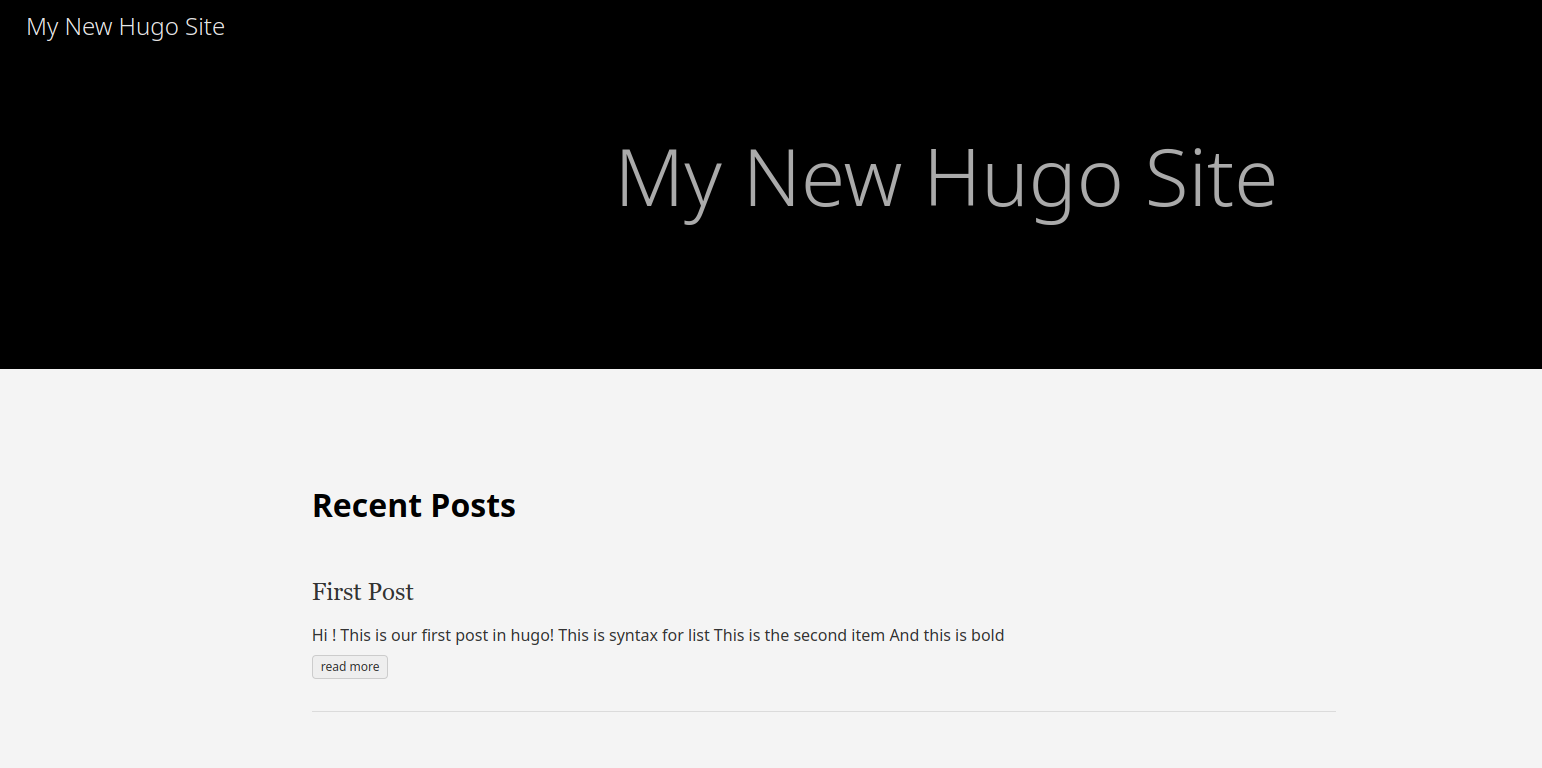 My New Hugo Site
My New Hugo Site
Recent Posts
First Post
Hi ! This is our first post in hugo! This is syntax for list This is the second item And this is bold
read more